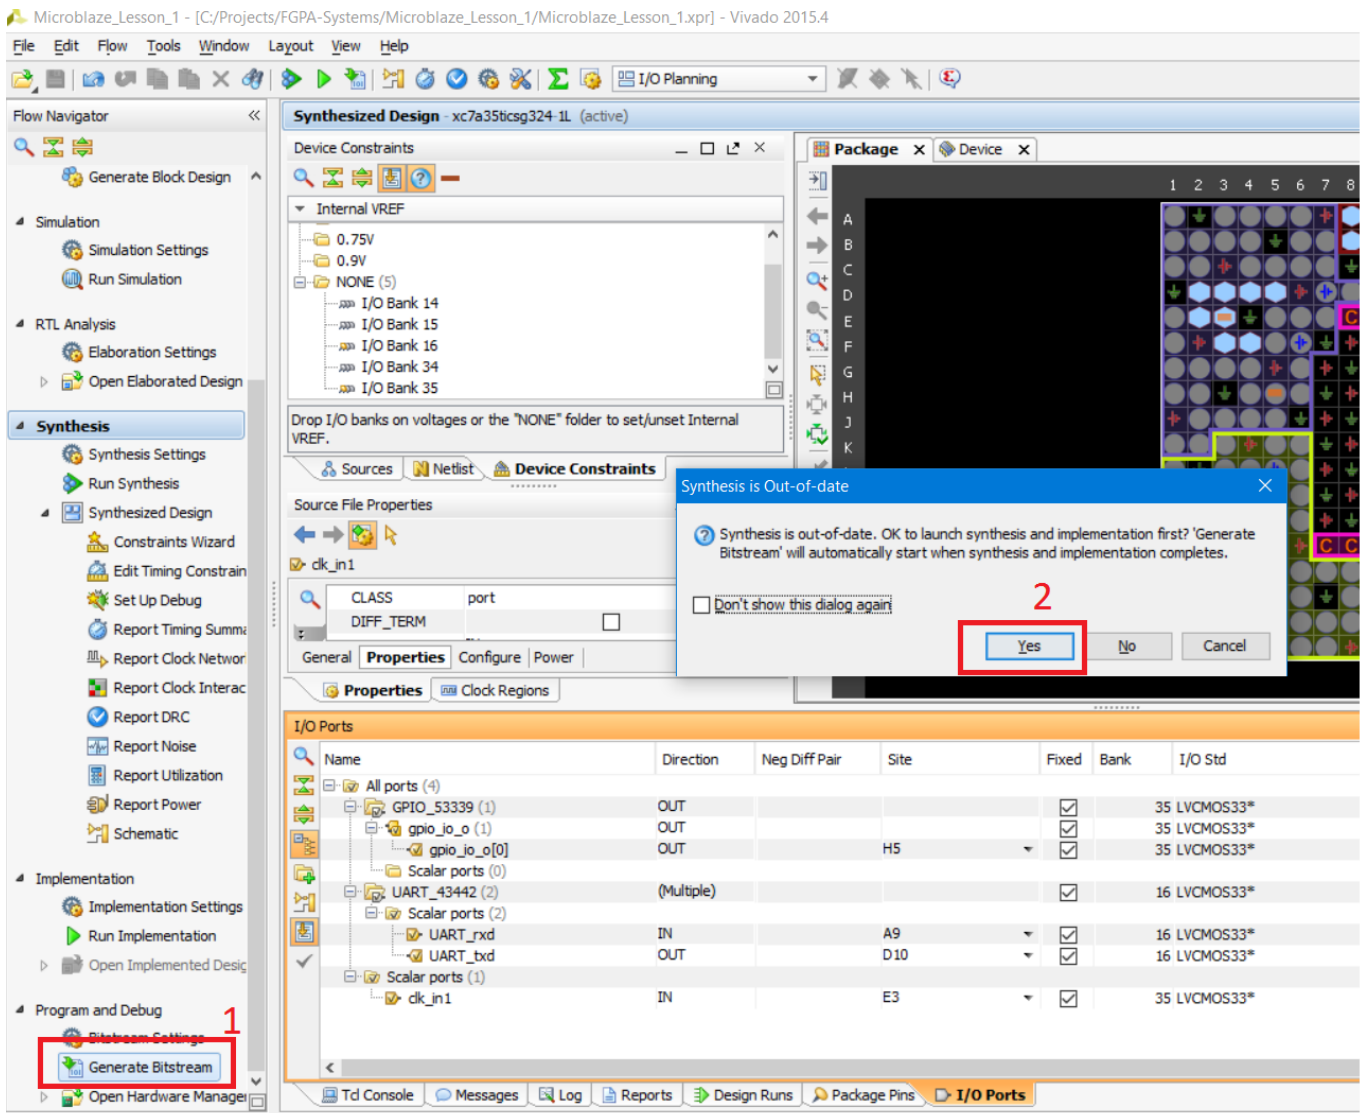 Microblaze_Lesson_1 - [C:/Projects/FGPA-Systems/Microblaze_Lesson_1/Microblaze_Lesson_1.xpr] - Vivado 2015.4
File Edit Flow Tools Window Layout View Help
I/O Planning
Flow Navigator
Generate Block Design
Simulation
Simulation Settings
Run Simulation
RTL Analysis
Elaboration Settings
Open Elaborated Design
Synthesis
Synthesis Settings
Run Synthesis
Synthesized Design
Constraints Wizard
Edit Timing Constrain
Set Up Debug
Report Timing Summa
Report Clock Networ
Report Clock Interac
Report DRC
Report Noise
Report Utilization
Report Power
Schematic
Implementation
Implementation Settings
Run Implementation
Open Implemented Desig
Program and Debug
1
Bitstream Settings
Generate Bitstream
Open Hardware Manager
Synthesized Design - xc7a35ticsg324-1L (active)
Device Constraints
Internal VREF
0.75V
0.9V
NONE (5)
I/O Bank 14
I/O Bank 15
I/O Bank 16
I/O Bank 34
I/O Bank 35
Drop I/O banks on voltages or the "NONE" folder to set/unset Internal
VREF.
Sources Netlist Device Constraints
Source File Properties
clk_in1
CLASS port
DIFF_TERM
General Properties Configure Power
Properties Clock Regions
Package Device
1 2 3 4 5 6 7 8
A
B
C
D
E
F
G
H
J
K
C
C C
Synthesis is Out-of-date
Synthesis is out-of-date. OK to launch synthesis and implementation first? 'Generate
Bitstream' will automatically start when synthesis and implementation completes.
Don't show this dialog again
2
Yes No Cancel
I/O Ports
Name Direction Neg Diff Pair Site Fixed Bank I/O Std
All ports (4)
GPIO_53339 (1) OUT 35 LVCMOS33*
gpio_io_o (1) OUT 35 LVCMOS33*
gpio_io_o[0] OUT H5 35 LVCMOS33*
Scalar ports (0)
UART_43442 (2) (Multiple) 16 LVCMOS33*
Scalar ports (2)
UART_rxd IN A9 16 LVCMOS33*
UART_txd OUT D10 16 LVCMOS33*
Scalar ports (1)
clk_in1 IN E3 35 LVCMOS33*
Tcl Console Messages Log Reports Design Runs Package Pins I/O Ports